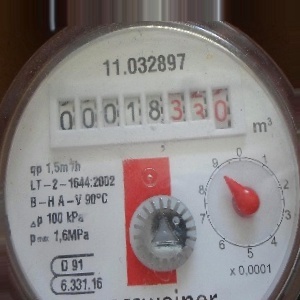 11.032897
00018330 m³
qp 1,5m³/h
LT-2-1644:2002
B-H A-V 90°C
Δp 100 kPa
pmax 1,6MPa
D 91
6.331.16
0
1
2
4
5
6
7
8
9
x 0,0001